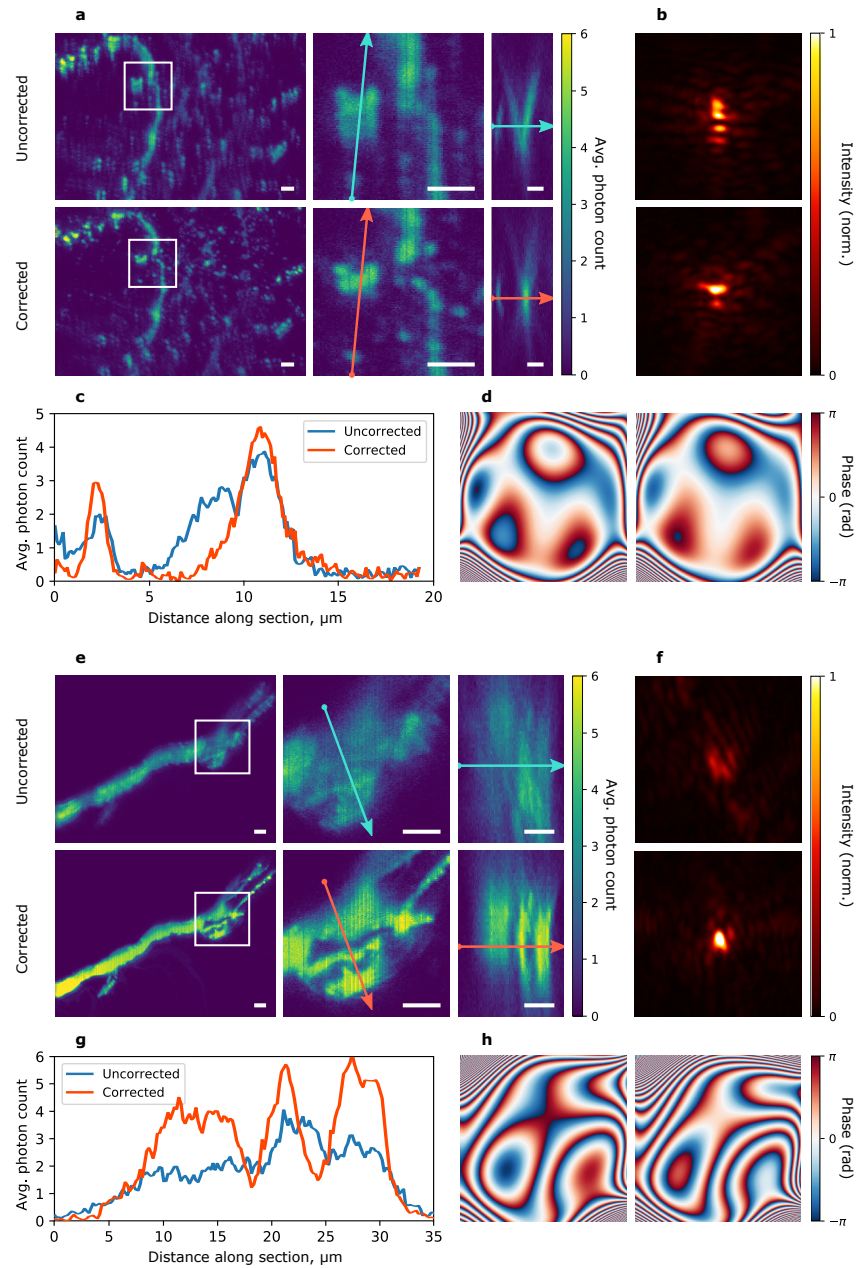 a
b
Uncorrected
Corrected
6
5
4
3
2
1
0
Avg. photon count
1
0
Intensity (norm.)
c
d
5
4
3
2
1
0
Avg. photon count
Uncorrected
Corrected
0
5
10
15
20
Distance along section, μm
π
0
−π
Phase (rad)
e
f
Uncorrected
Corrected
6
5
4
3
2
1
0
Avg. photon count
1
0
Intensity (norm.)
g
h
6
5
4
3
2
1
0
Avg. photon count
Uncorrected
Corrected
0
5
10
15
20
25
30
35
Distance along section, μm
π
0
−π
Phase (rad)